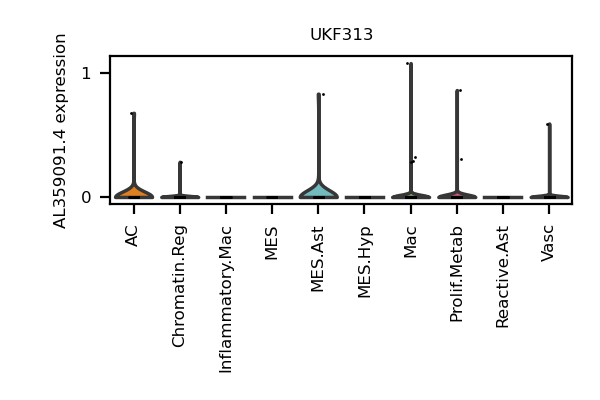 UKF313
AL359091.4 expression
1
0
AC
Chromatin.Reg
Inflammatory.Mac
MES
MES.Ast
MES.Hyp
Mac
Prolif.Metab
Reactive.Ast
Vasc